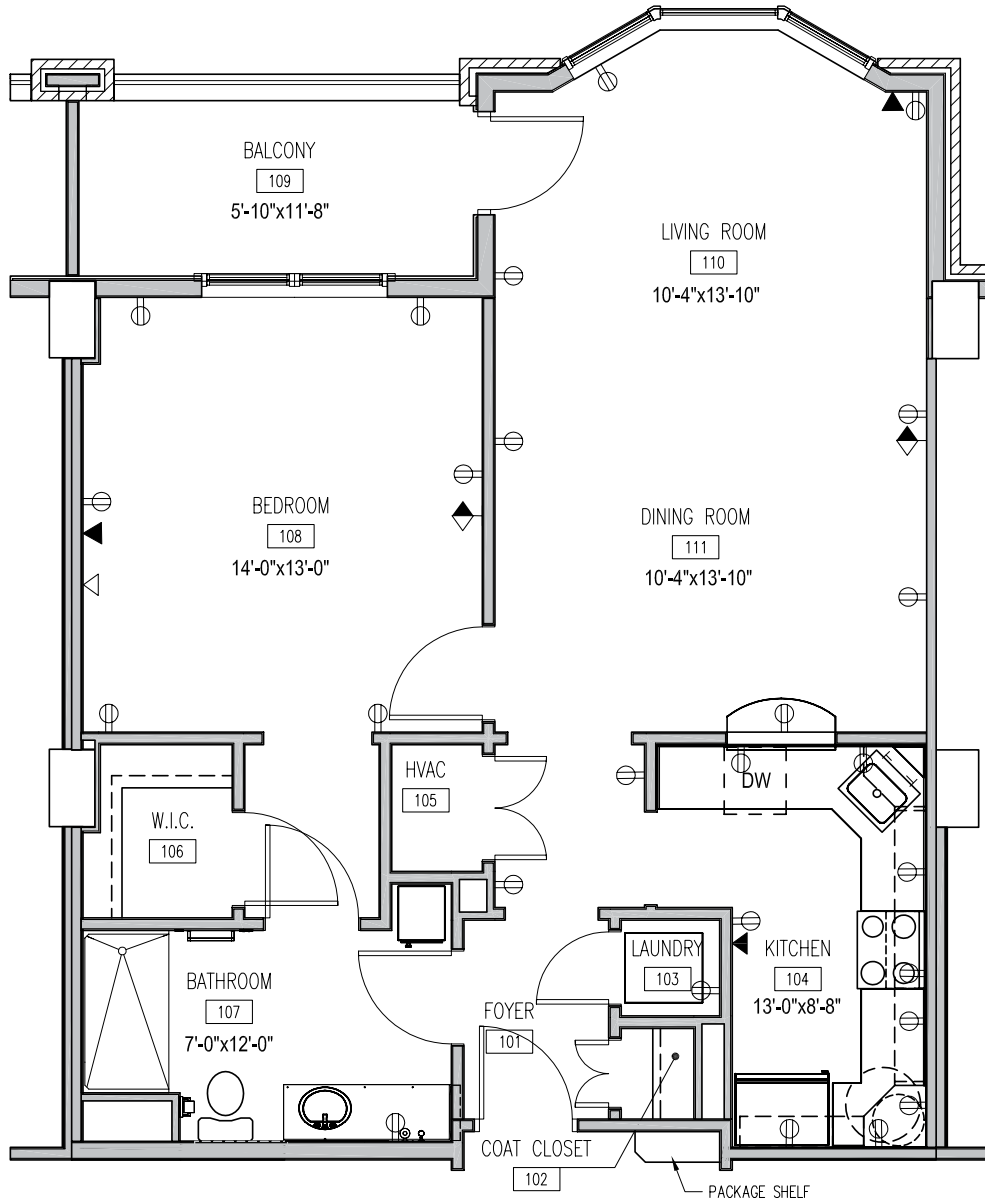 BALCONY
109
5'-10"x11'-8"
LIVING ROOM
110
10'-4"x13'-10"
BEDROOM
108
14'-0"x13'-0"
DINING ROOM
111
10'-4"x13'-10"
HVAC
105
DW
W.I.C.
106
LAUNDRY
103
KITCHEN
104
13'-0"x8'-8"
BATHROOM
107
7'-0"x12'-0"
FOYER
101
COAT CLOSET
102
PACKAGE SHELF